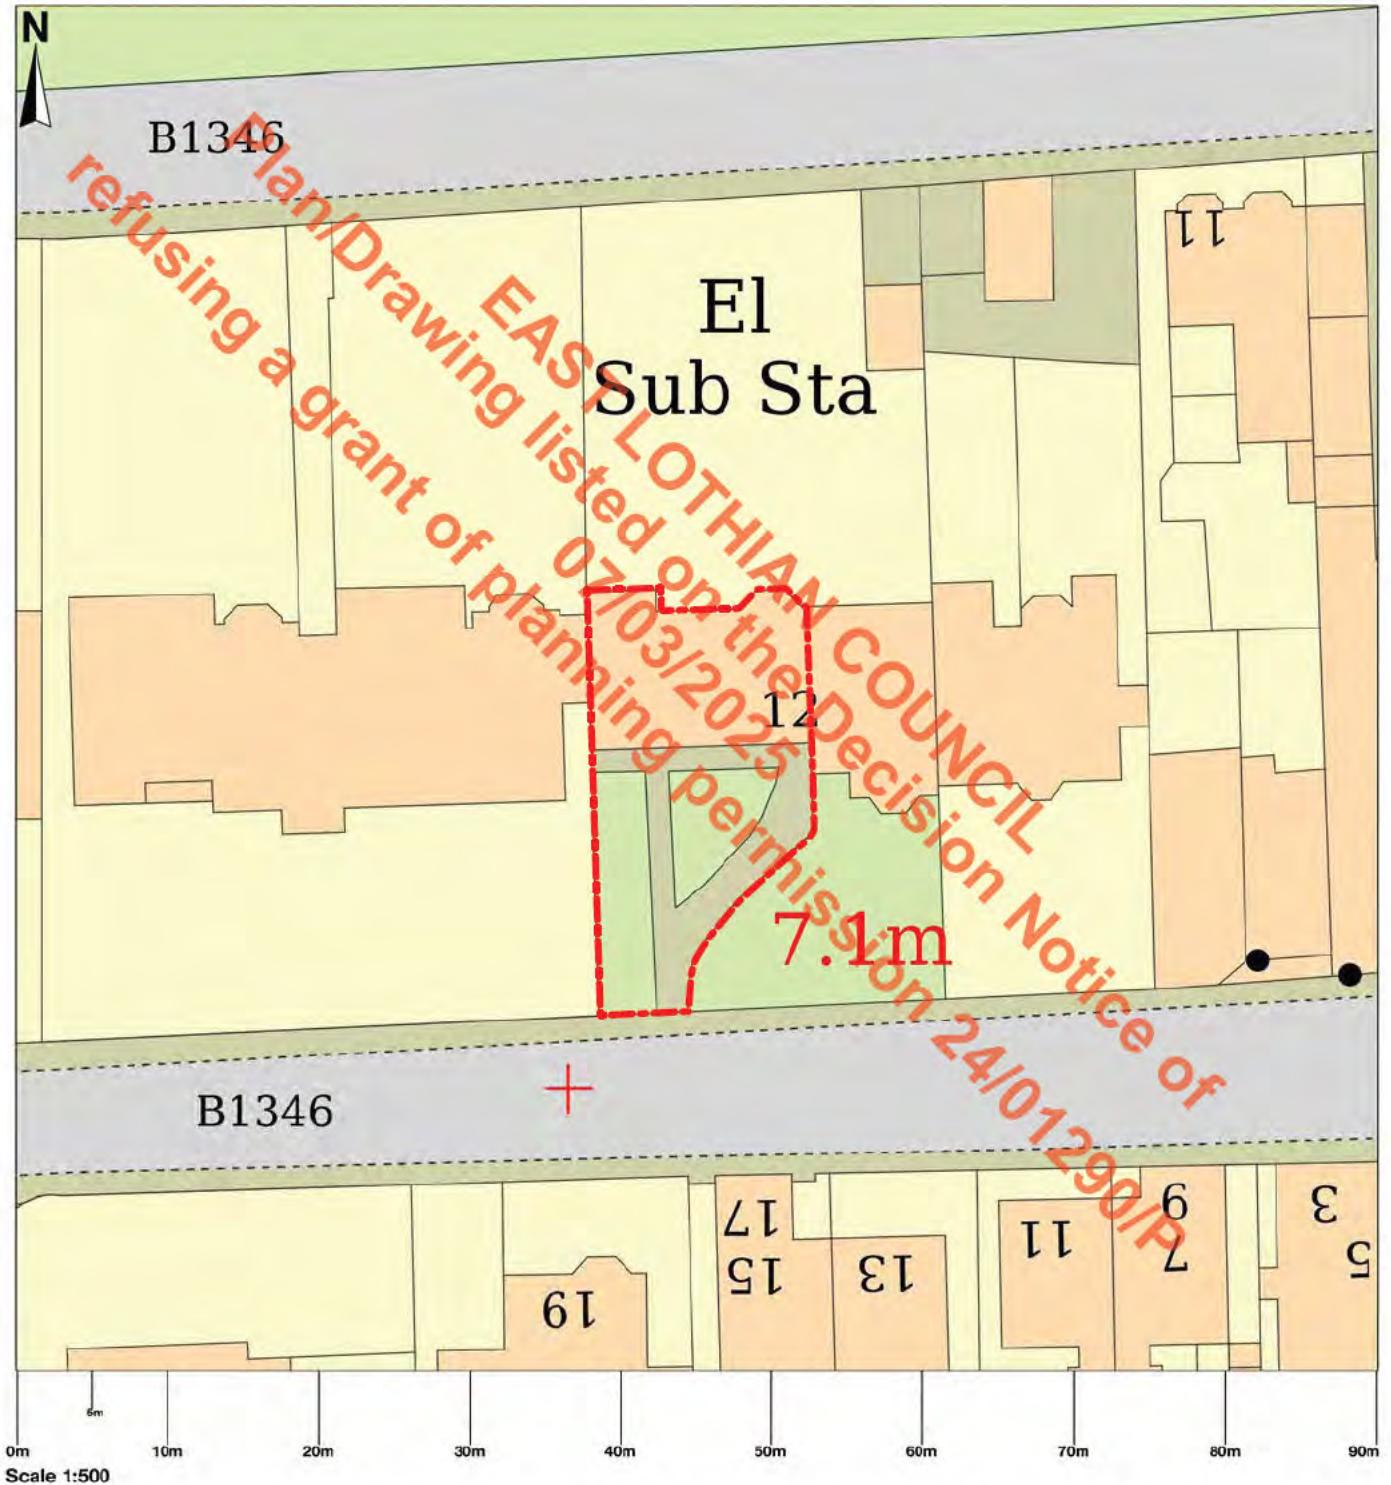 N
B1346
11
El
Sub Sta
EAST LOTHIAN COUNCIL
Plan/Drawing listed on the Decision Notice of
07/03/2025
refusing a grant of planning permission 24/01290/P
12
7.1m
B1346
17
15
13
11
9
7
3
5
19
5m
0m 10m 20m 30m 40m 50m 60m 70m 80m 90m
Scale 1:500